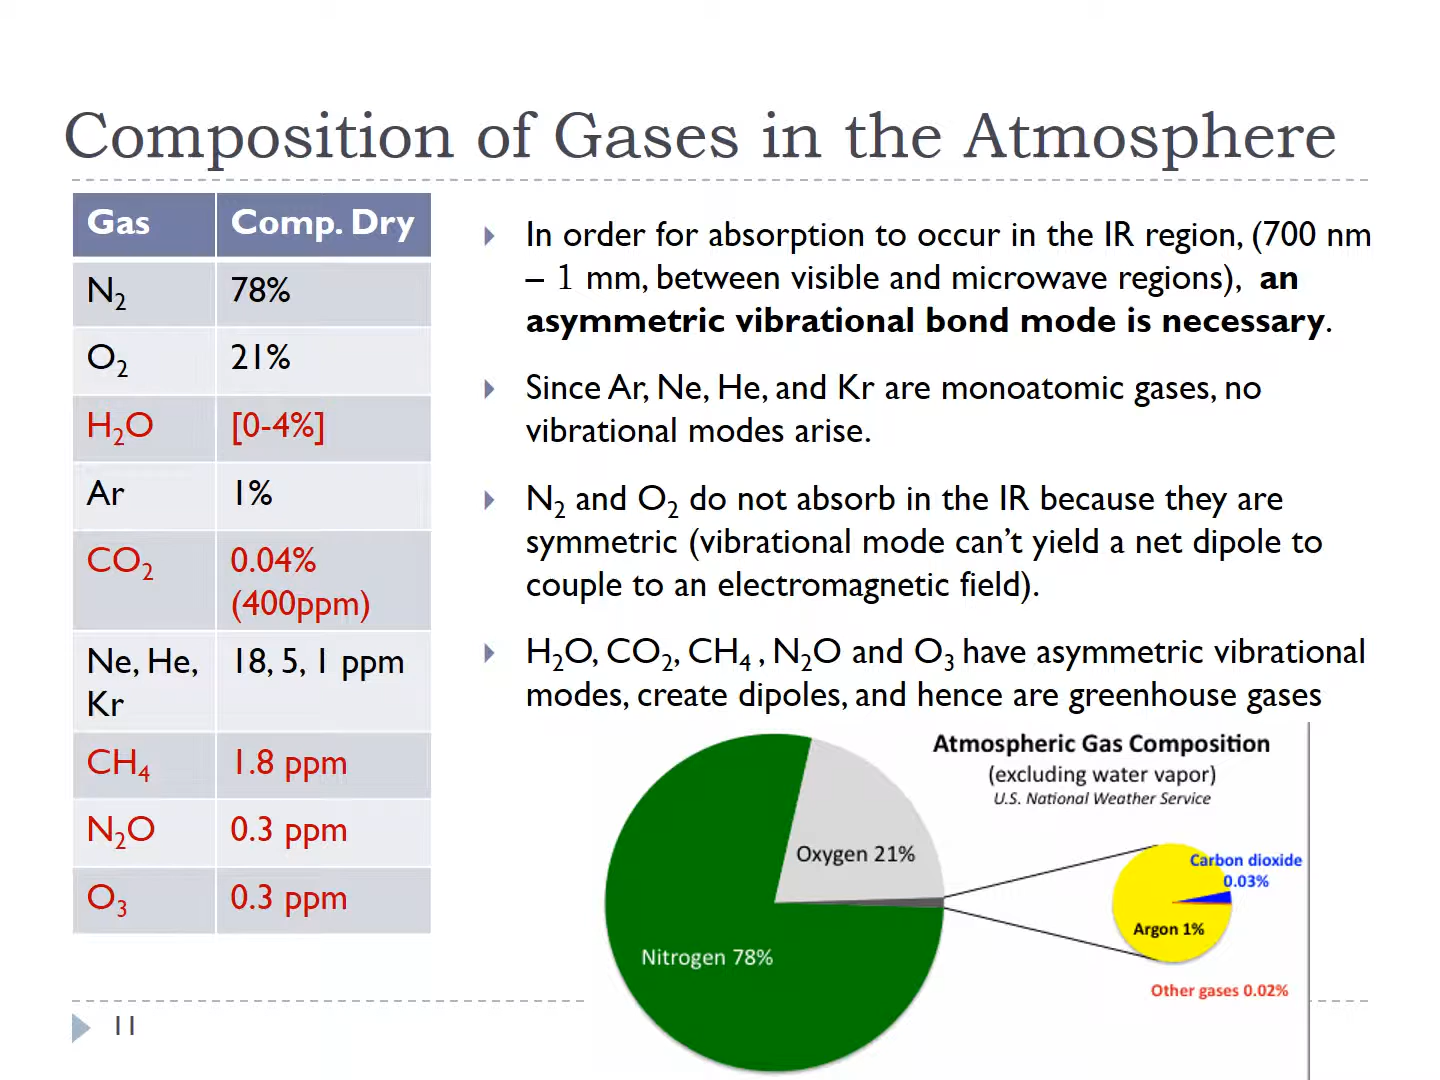 Composition of Gases in the Atmosphere
Gas Comp. Dry
N₂ 78%
O₂ 21%
H₂O [0-4%]
Ar 1%
CO₂ 0.04%
(400ppm)
Ne, He, 18, 5, 1 ppm
Kr
CH₄ 1.8 ppm
N₂O 0.3 ppm
O₃ 0.3 ppm
In order for absorption to occur in the IR region, (700 nm
– 1 mm, between visible and microwave regions), an
asymmetric vibrational bond mode is necessary.
Since Ar, Ne, He, and Kr are monoatomic gases, no
vibrational modes arise.
N₂ and O₂ do not absorb in the IR because they are
symmetric (vibrational mode can’t yield a net dipole to
couple to an electromagnetic field).
H₂O, CO₂, CH₄ , N₂O and O₃ have asymmetric vibrational
modes, create dipoles, and hence are greenhouse gases
Atmospheric Gas Composition
(excluding water vapor)
U.S. National Weather Service
Oxygen 21%
Nitrogen 78%
Carbon dioxide
0.03%
Argon 1%
Other gases 0.02%
11